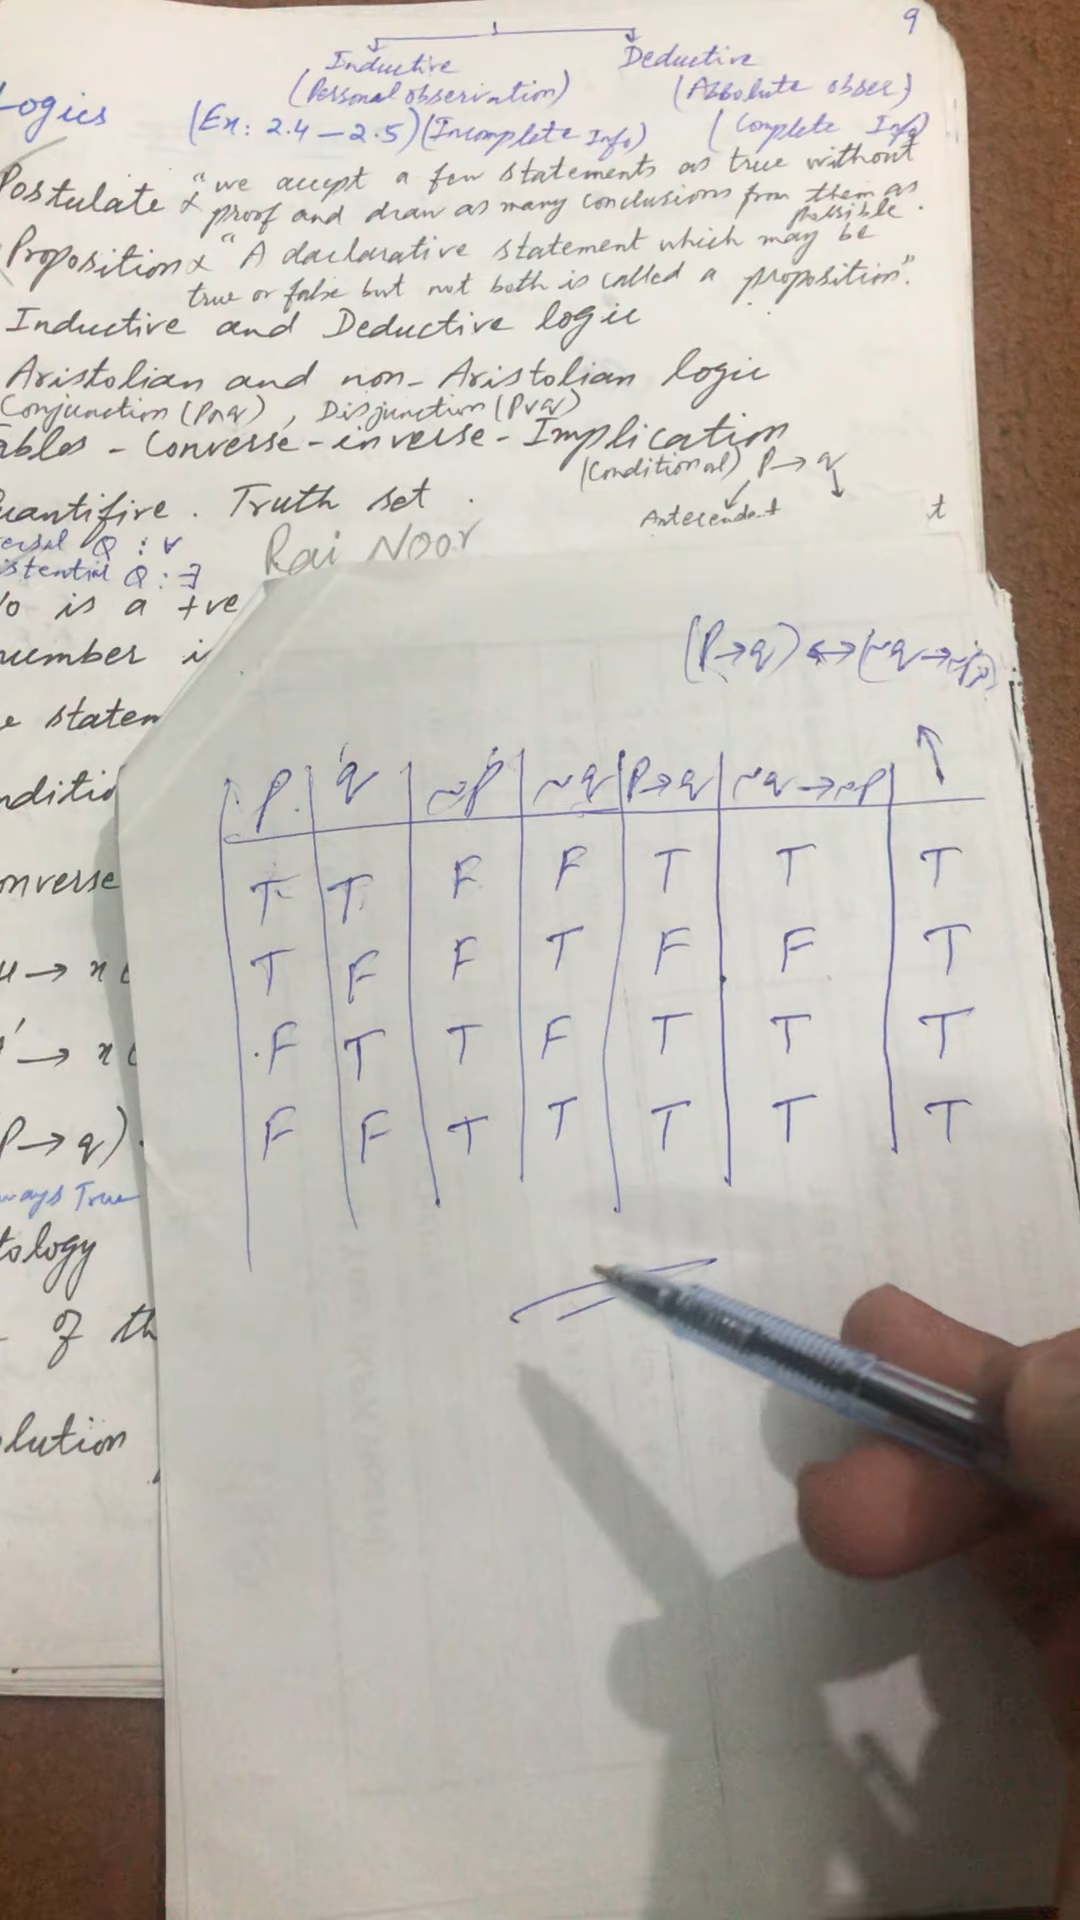 9
Inductive Deductive
(Personal observation) (Absolute obser)
Logics (Ex: 2.4 — 2.5) (Incomplete Info) (Complete Info)
Postulate "we accept a few statements as true without
proof and draw as many conclusions from them as
possible.
Proposition "A daclarative statement which may be
true or false but not both is called a proposition".
Inductive and Deductive logic
Aristolian and non-Aristolian logic
Conjunction (P∧q), Disjunction (P∨q)
ables - Converse - inverse - Implication
(Conditional) P → q
uantifire. Truth set. Antecendent t
ersal Q : ∀ Rai Noor
istential Q : ∃
is a +ve
number i
(P→q) ↔ (~q→~p)
e statem
p q ~p ~q P→q ~q→~p ↑
nditio
T T F F T T T
onverse
T F F T F F T
→ x
F T T F T T T
→ x
F F T T T T T
P→q)
ways True
tology
of th
lution